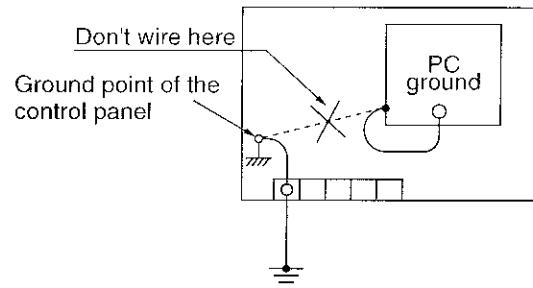 Don't wire here
PC
ground
Ground point of the
control panel